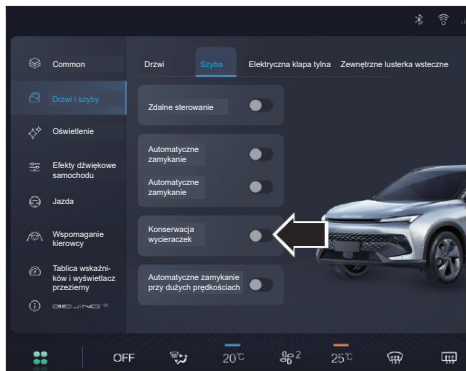 Common
Drzwi
Szyba
Elektryczna klapa tylna
Zewnętrzne lusterka wsteczne
Drzwi i szyby
Zdalne sterowanie
Oświetlenie
Automatyczne
zamykanie
Efekty dźwiękowe
samochodu
Automatyczne
zamykanie
Jazda
Wspomaganie
kierowcy
Konserwacja
wycieraczek
Tablica wskaźni-
ków i wyświetlacz
przezierny
Automatyczne zamykanie
przy dużych prędkościach
OFF
20°C
2
25°C